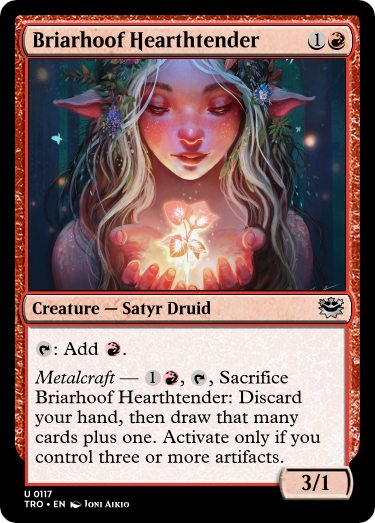 Briarhoof Hearthtender 1
Creature — Satyr Druid
: Add .
Metalcraft — 1 , , Sacrifice
Briarhoof Hearthtender: Discard
your hand, then draw that many
cards plus one. Activate only if you
control three or more artifacts.
3/1
U 0117
TRO • EN Joni Aikio